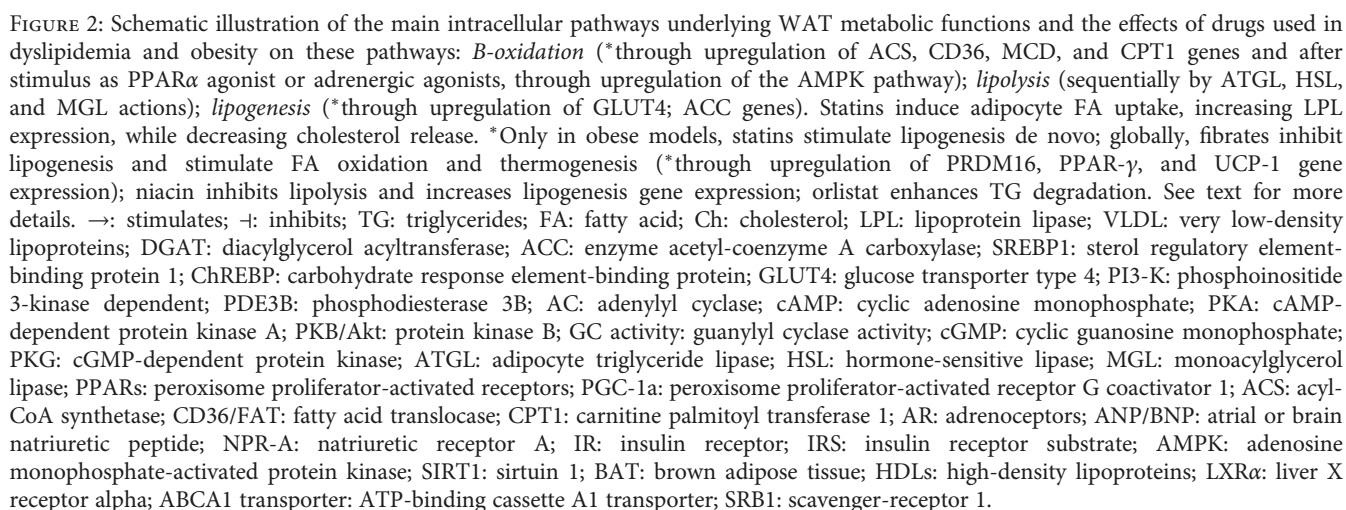 FIGURE 2: Schematic illustration of the main intracellular pathways underlying WAT metabolic functions and the effects of drugs used in
dyslipidemia and obesity on these pathways: B-oxidation (*through upregulation of ACS, CD36, MCD, and CPT1 genes and after
stimulus as PPARα agonist or adrenergic agonists, through upregulation of the AMPK pathway); lipolysis (sequentially by ATGL, HSL,
and MGL actions); lipogenesis (*through upregulation of GLUT4; ACC genes). Statins induce adipocyte FA uptake, increasing LPL
expression, while decreasing cholesterol release. *Only in obese models, statins stimulate lipogenesis de novo; globally, fibrates inhibit
lipogenesis and stimulate FA oxidation and thermogenesis (*through upregulation of PRDM16, PPAR-γ, and UCP-1 gene
expression); niacin inhibits lipolysis and increases lipogenesis gene expression; orlistat enhances TG degradation. See text for more
details. →: stimulates; ⊣: inhibits; TG: triglycerides; FA: fatty acid; Ch: cholesterol; LPL: lipoprotein lipase; VLDL: very low-density
lipoproteins; DGAT: diacylglycerol acyltransferase; ACC: enzyme acetyl-coenzyme A carboxylase; SREBP1: sterol regulatory element-
binding protein 1; ChREBP: carbohydrate response element-binding protein; GLUT4: glucose transporter type 4; PI3-K: phosphoinositide
3-kinase dependent; PDE3B: phosphodiesterase 3B; AC: adenylyl cyclase; cAMP: cyclic adenosine monophosphate; PKA: cAMP-
dependent protein kinase A; PKB/Akt: protein kinase B; GC activity: guanylyl cyclase activity; cGMP: cyclic guanosine monophosphate;
PKG: cGMP-dependent protein kinase; ATGL: adipocyte triglyceride lipase; HSL: hormone-sensitive lipase; MGL: monoacylglycerol
lipase; PPARs: peroxisome proliferator-activated receptors; PGC-1a: peroxisome proliferator-activated receptor G coactivator 1; ACS: acyl-
CoA synthetase; CD36/FAT: fatty acid translocase; CPT1: carnitine palmitoyl transferase 1; AR: adrenoceptors; ANP/BNP: atrial or brain
natriuretic peptide; NPR-A: natriuretic receptor A; IR: insulin receptor; IRS: insulin receptor substrate; AMPK: adenosine
monophosphate-activated protein kinase; SIRT1: sirtuin 1; BAT: brown adipose tissue; HDLs: high-density lipoproteins; LXRα: liver X
receptor alpha; ABCA1 transporter: ATP-binding cassette A1 transporter; SRB1: scavenger-receptor 1.